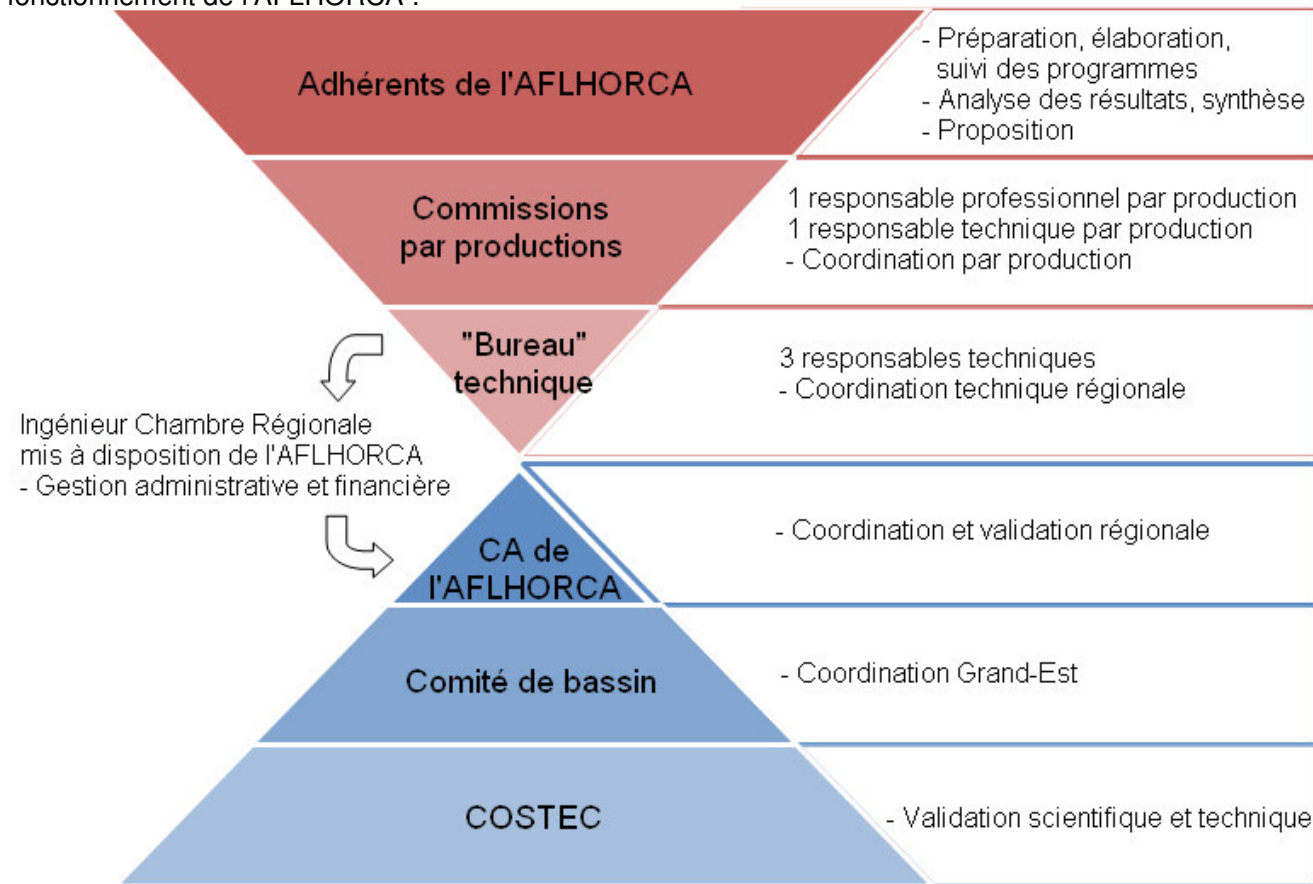 fonctionnement de l'AFLHORCA :
Adhérents de l'AFLHORCA
- Préparation, élaboration,
suivi des programmes
- Analyse des résultats, synthèse
- Proposition
Commissions
par productions
1 responsable professionnel par production
1 responsable technique par production
- Coordination par production
"Bureau"
technique
3 responsables techniques
- Coordination technique régionale
Ingénieur Chambre Régionale
mis à disposition de l'AFLHORCA
- Gestion administrative et financière
CA de
l'AFLHORCA
- Coordination et validation régionale
Comité de bassin
- Coordination Grand-Est
COSTEC
- Validation scientifique et technique